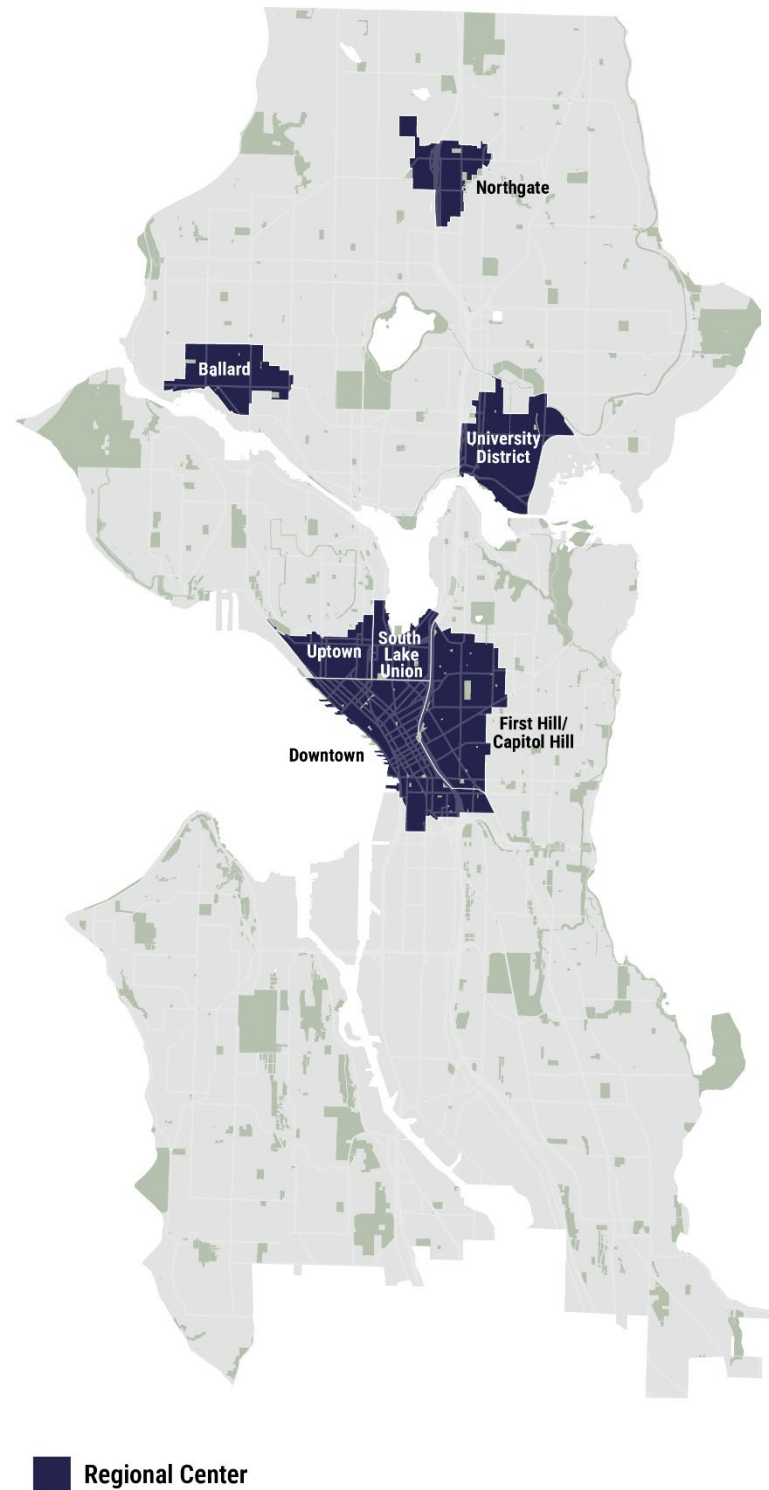 Northgate
Ballard
University
District
Uptown
South
Lake
Union
First Hill/
Capitol Hill
Downtown
Regional Center